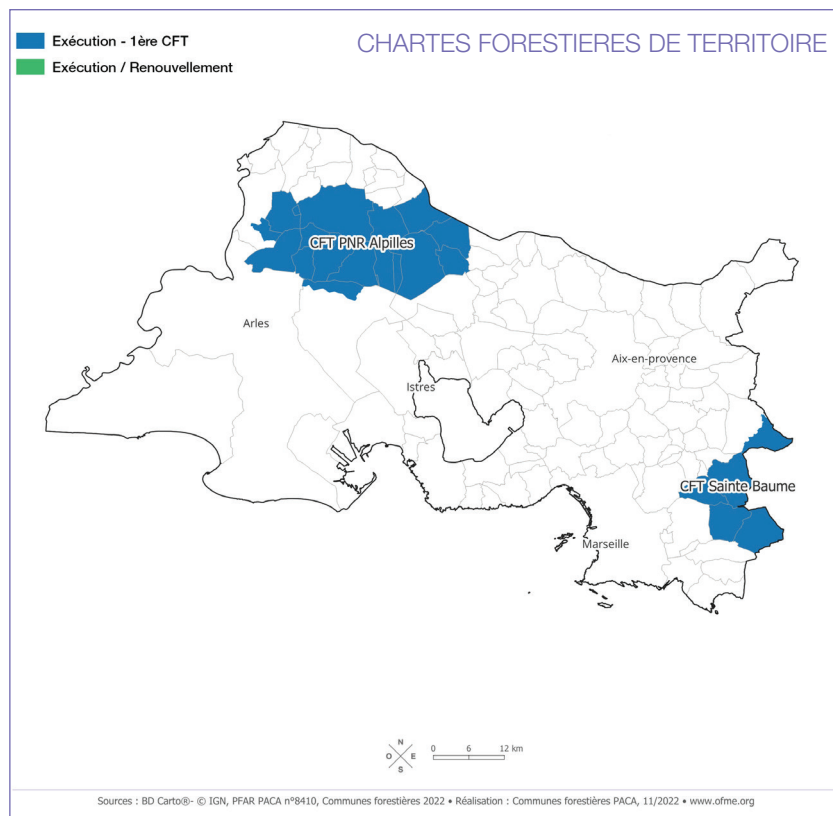 Exécution - 1ère CFT
CHARTES FORESTIERES DE TERRITOIRE
Exécution / Renouvellement
CFT PNR Alpilles
Arles
Aix-en-provence
Istres
CFT Sainte Baume
Marseille
N
O E
S
0 6 12 km
Sources : BD Carto®- © IGN, PFAR PACA n°8410, Communes forestières 2022 • Réalisation : Communes forestières PACA, 11/2022 • www.ofme.org